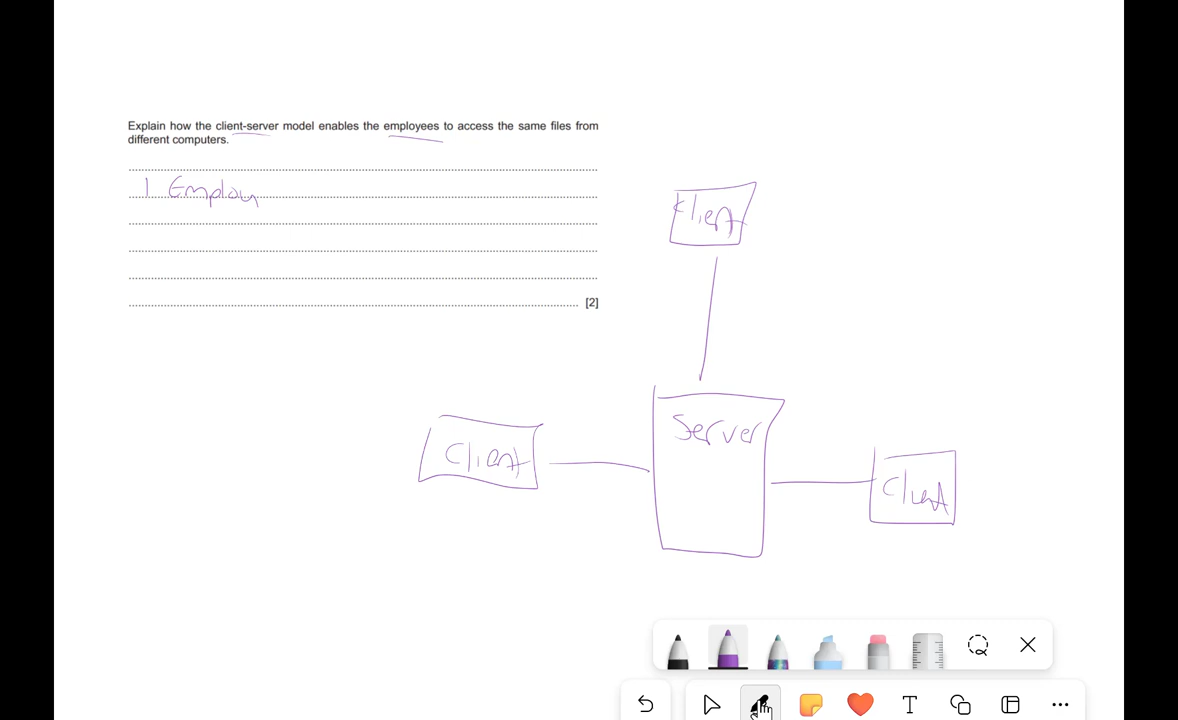 Explain how the client-server model enables the employees to access the same files from
different computers.
1 Employ
[2]
Client
Server
Client
Client
T